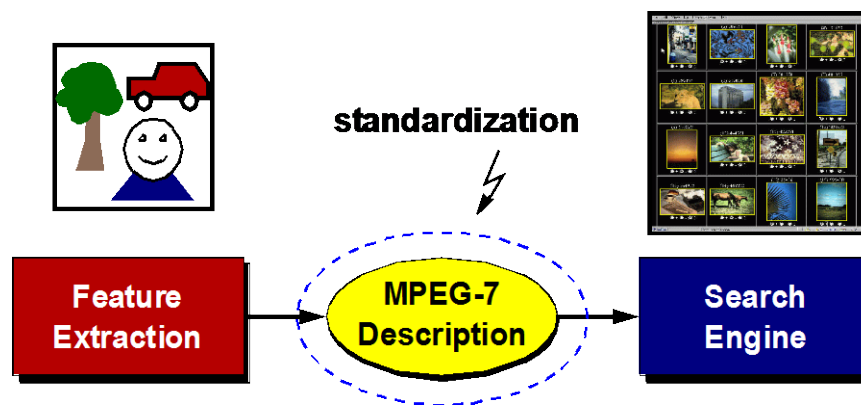 standardization
Feature
Extraction
MPEG-7
Description
Search
Engine